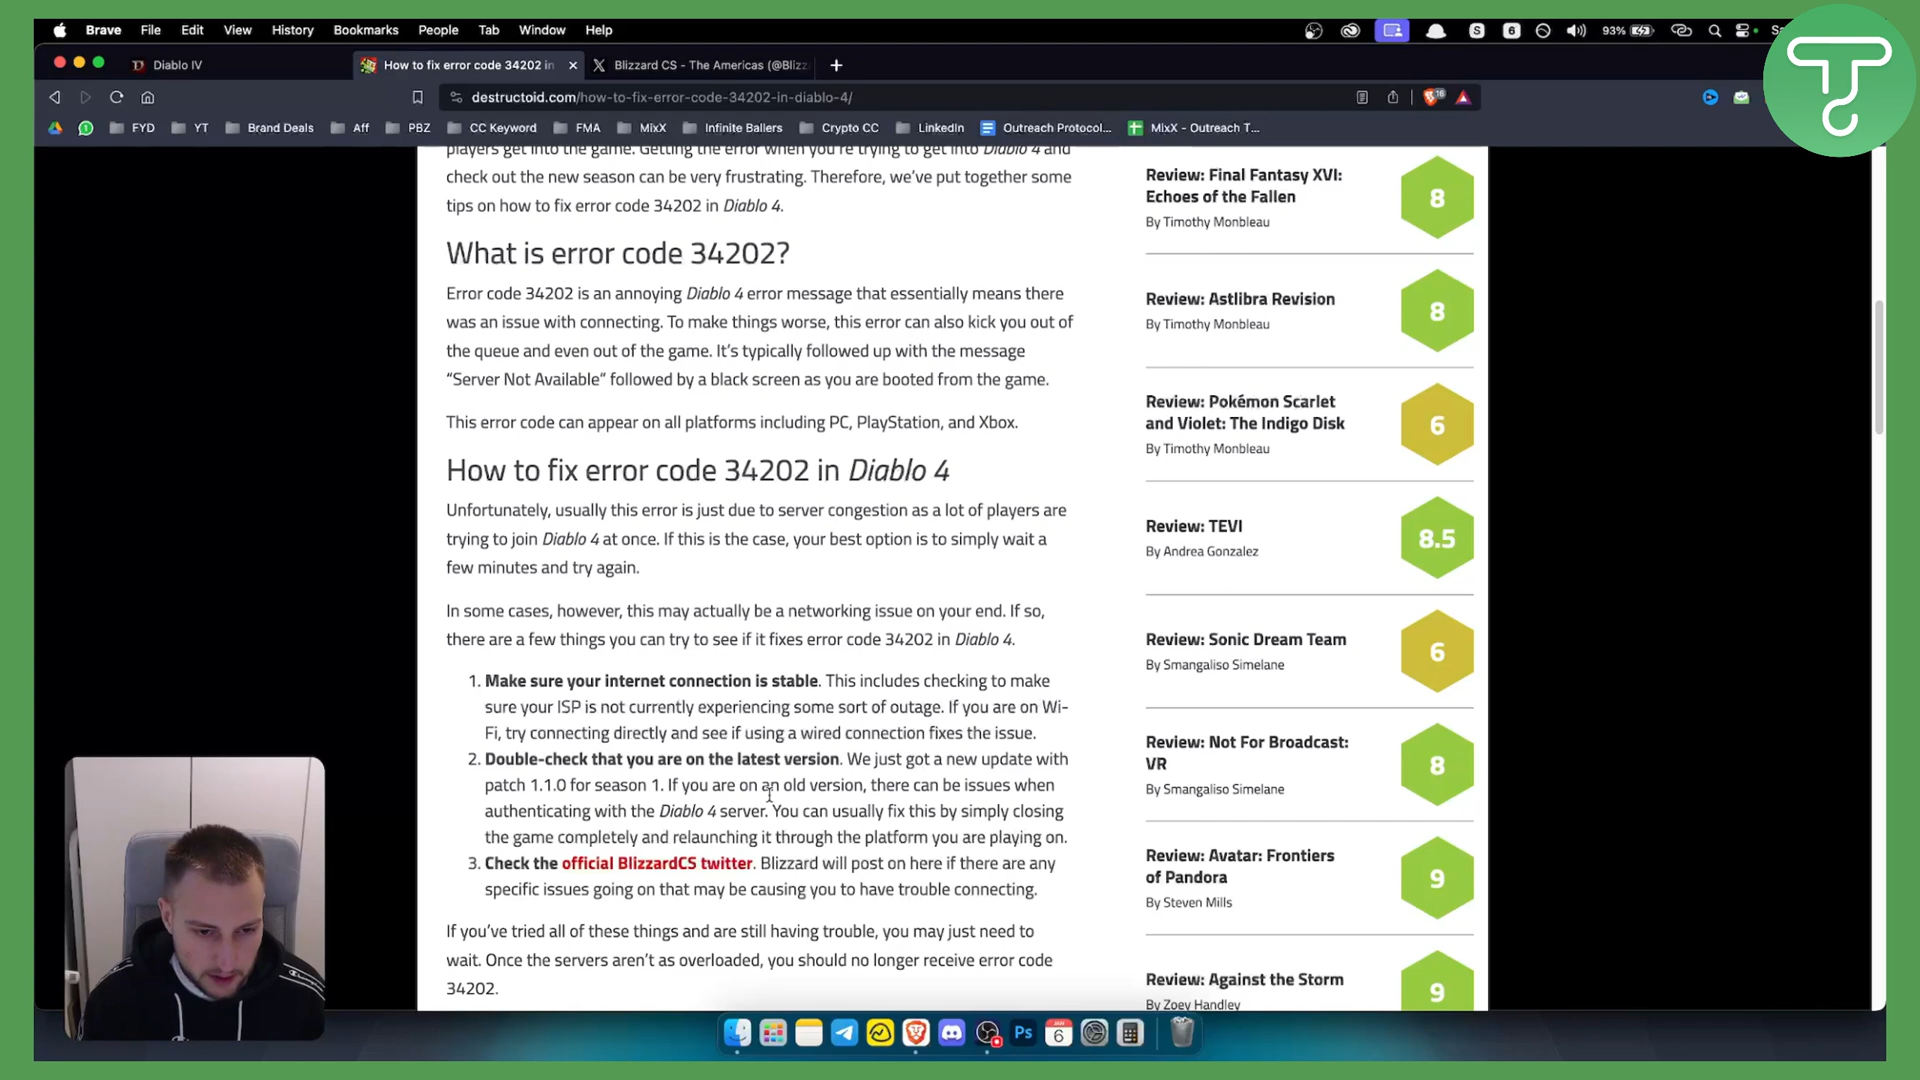 Brave File Edit View History Bookmarks People Tab Window Help
S 6 93%
Diablo IV
How to fix error code 34202 in
Blizzard CS - The Americas (@Bliz
destructoid.com/how-to-fix-error-code-34202-in-diablo-4/
FYD YT Brand Deals Aff PBZ CC Keyword FMA MixX Infinite Ballers Crypto CC LinkedIn Outreach Protocol... MixX - Outreach T...
players get into the game. Getting the error when you're trying to get into Diablo 4 and
check out the new season can be very frustrating. Therefore, we've put together some
tips on how to fix error code 34202 in Diablo 4.
What is error code 34202?
Error code 34202 is an annoying Diablo 4 error message that essentially means there
was an issue with connecting. To make things worse, this error can also kick you out of
the queue and even out of the game. It's typically followed up with the message
“Server Not Available” followed by a black screen as you are booted from the game.
This error code can appear on all platforms including PC, PlayStation, and Xbox.
How to fix error code 34202 in Diablo 4
Unfortunately, usually this error is just due to server congestion as a lot of players are
trying to join Diablo 4 at once. If this is the case, your best option is to simply wait a
few minutes and try again.
In some cases, however, this may actually be a networking issue on your end. If so,
there are a few things you can try to see if it fixes error code 34202 in Diablo 4.
1. Make sure your internet connection is stable. This includes checking to make
sure your ISP is not currently experiencing some sort of outage. If you are on Wi-
Fi, try connecting directly and see if using a wired connection fixes the issue.
2. Double-check that you are on the latest version. We just got a new update with
patch 1.1.0 for season 1. If you are on an old version, there can be issues when
authenticating with the Diablo 4 server. You can usually fix this by simply closing
the game completely and relaunching it through the platform you are playing on.
3. Check the official BlizzardCS twitter. Blizzard will post on here if there are any
specific issues going on that may be causing you to have trouble connecting.
If you've tried all of these things and are still having trouble, you may just need to
wait. Once the servers aren't as overloaded, you should no longer receive error code
34202.
Review: Final Fantasy XVI:
Echoes of the Fallen
By Timothy Monbleau
8
Review: Astlibra Revision
By Timothy Monbleau
8
Review: Pokémon Scarlet
and Violet: The Indigo Disk
By Timothy Monbleau
6
Review: TEVI
By Andrea Gonzalez
8.5
Review: Sonic Dream Team
By Smangaliso Simelane
6
Review: Not For Broadcast:
VR
By Smangaliso Simelane
8
Review: Avatar: Frontiers
of Pandora
By Steven Mills
9
Review: Against the Storm
By Zoey Handley
9
Ps
JAN
6